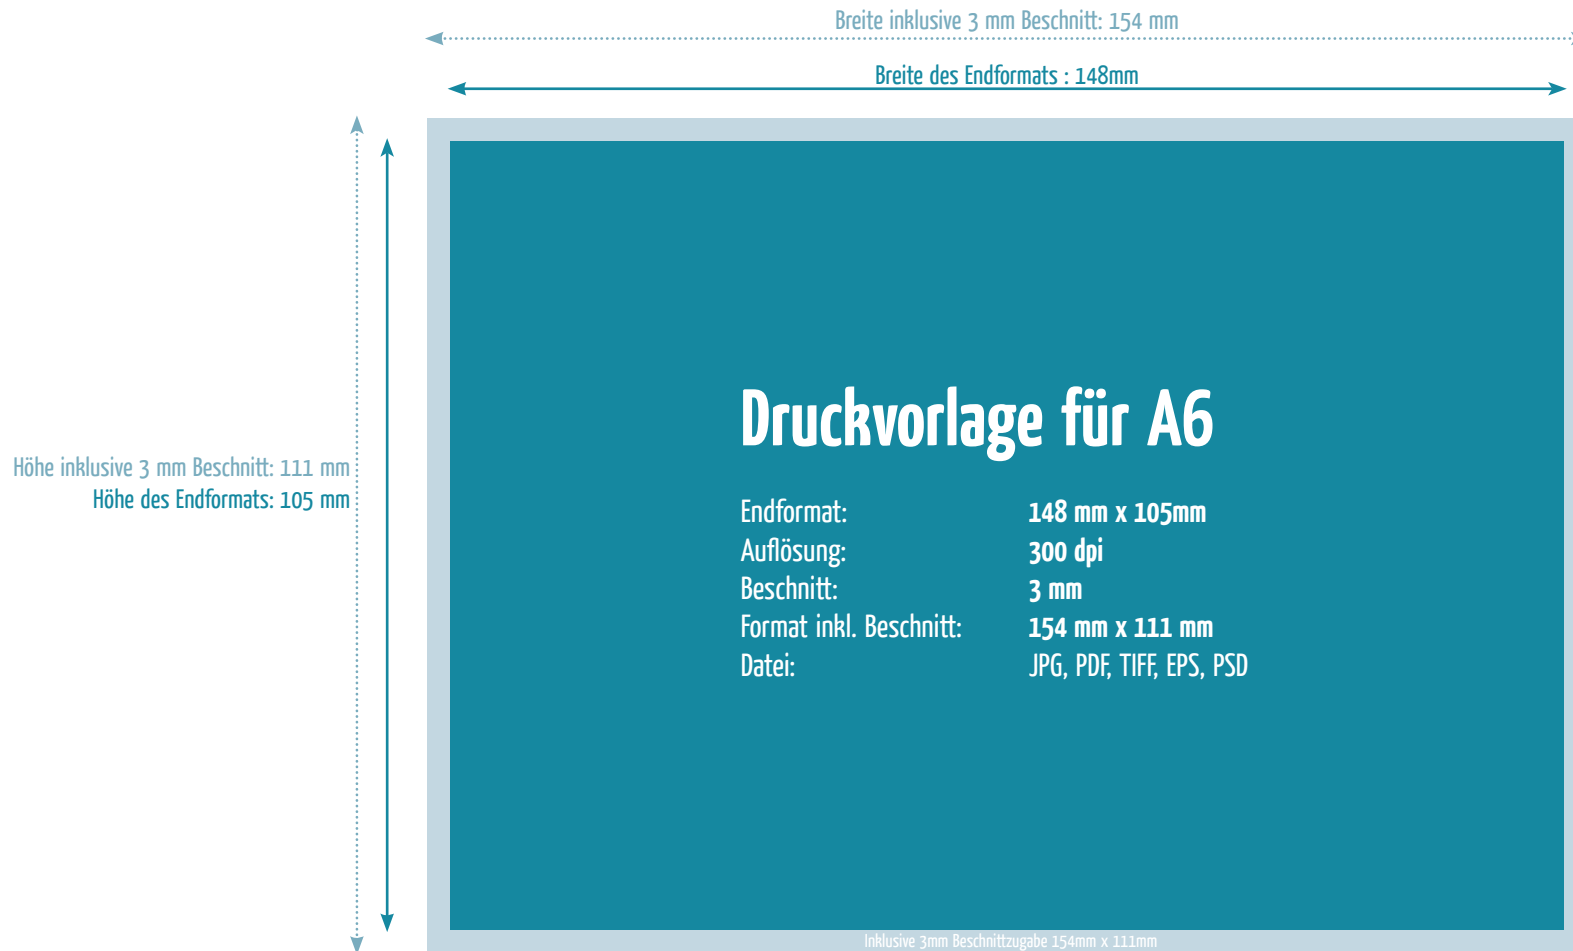 Breite inklusive 3 mm Beschnitt: 154 mm
Breite des Endformats : 148mm
Höhe inklusive 3 mm Beschnitt: 111 mm
Höhe des Endformats: 105 mm
Druckvorlage für A6
Endformat: 148 mm x 105mm
Auflösung: 300 dpi
Beschnitt: 3 mm
Format inkl. Beschnitt: 154 mm x 111 mm
Datei: JPG, PDF, TIFF, EPS, PSD
Inklusive 3mm Beschnittzugabe 154mm x 111mm